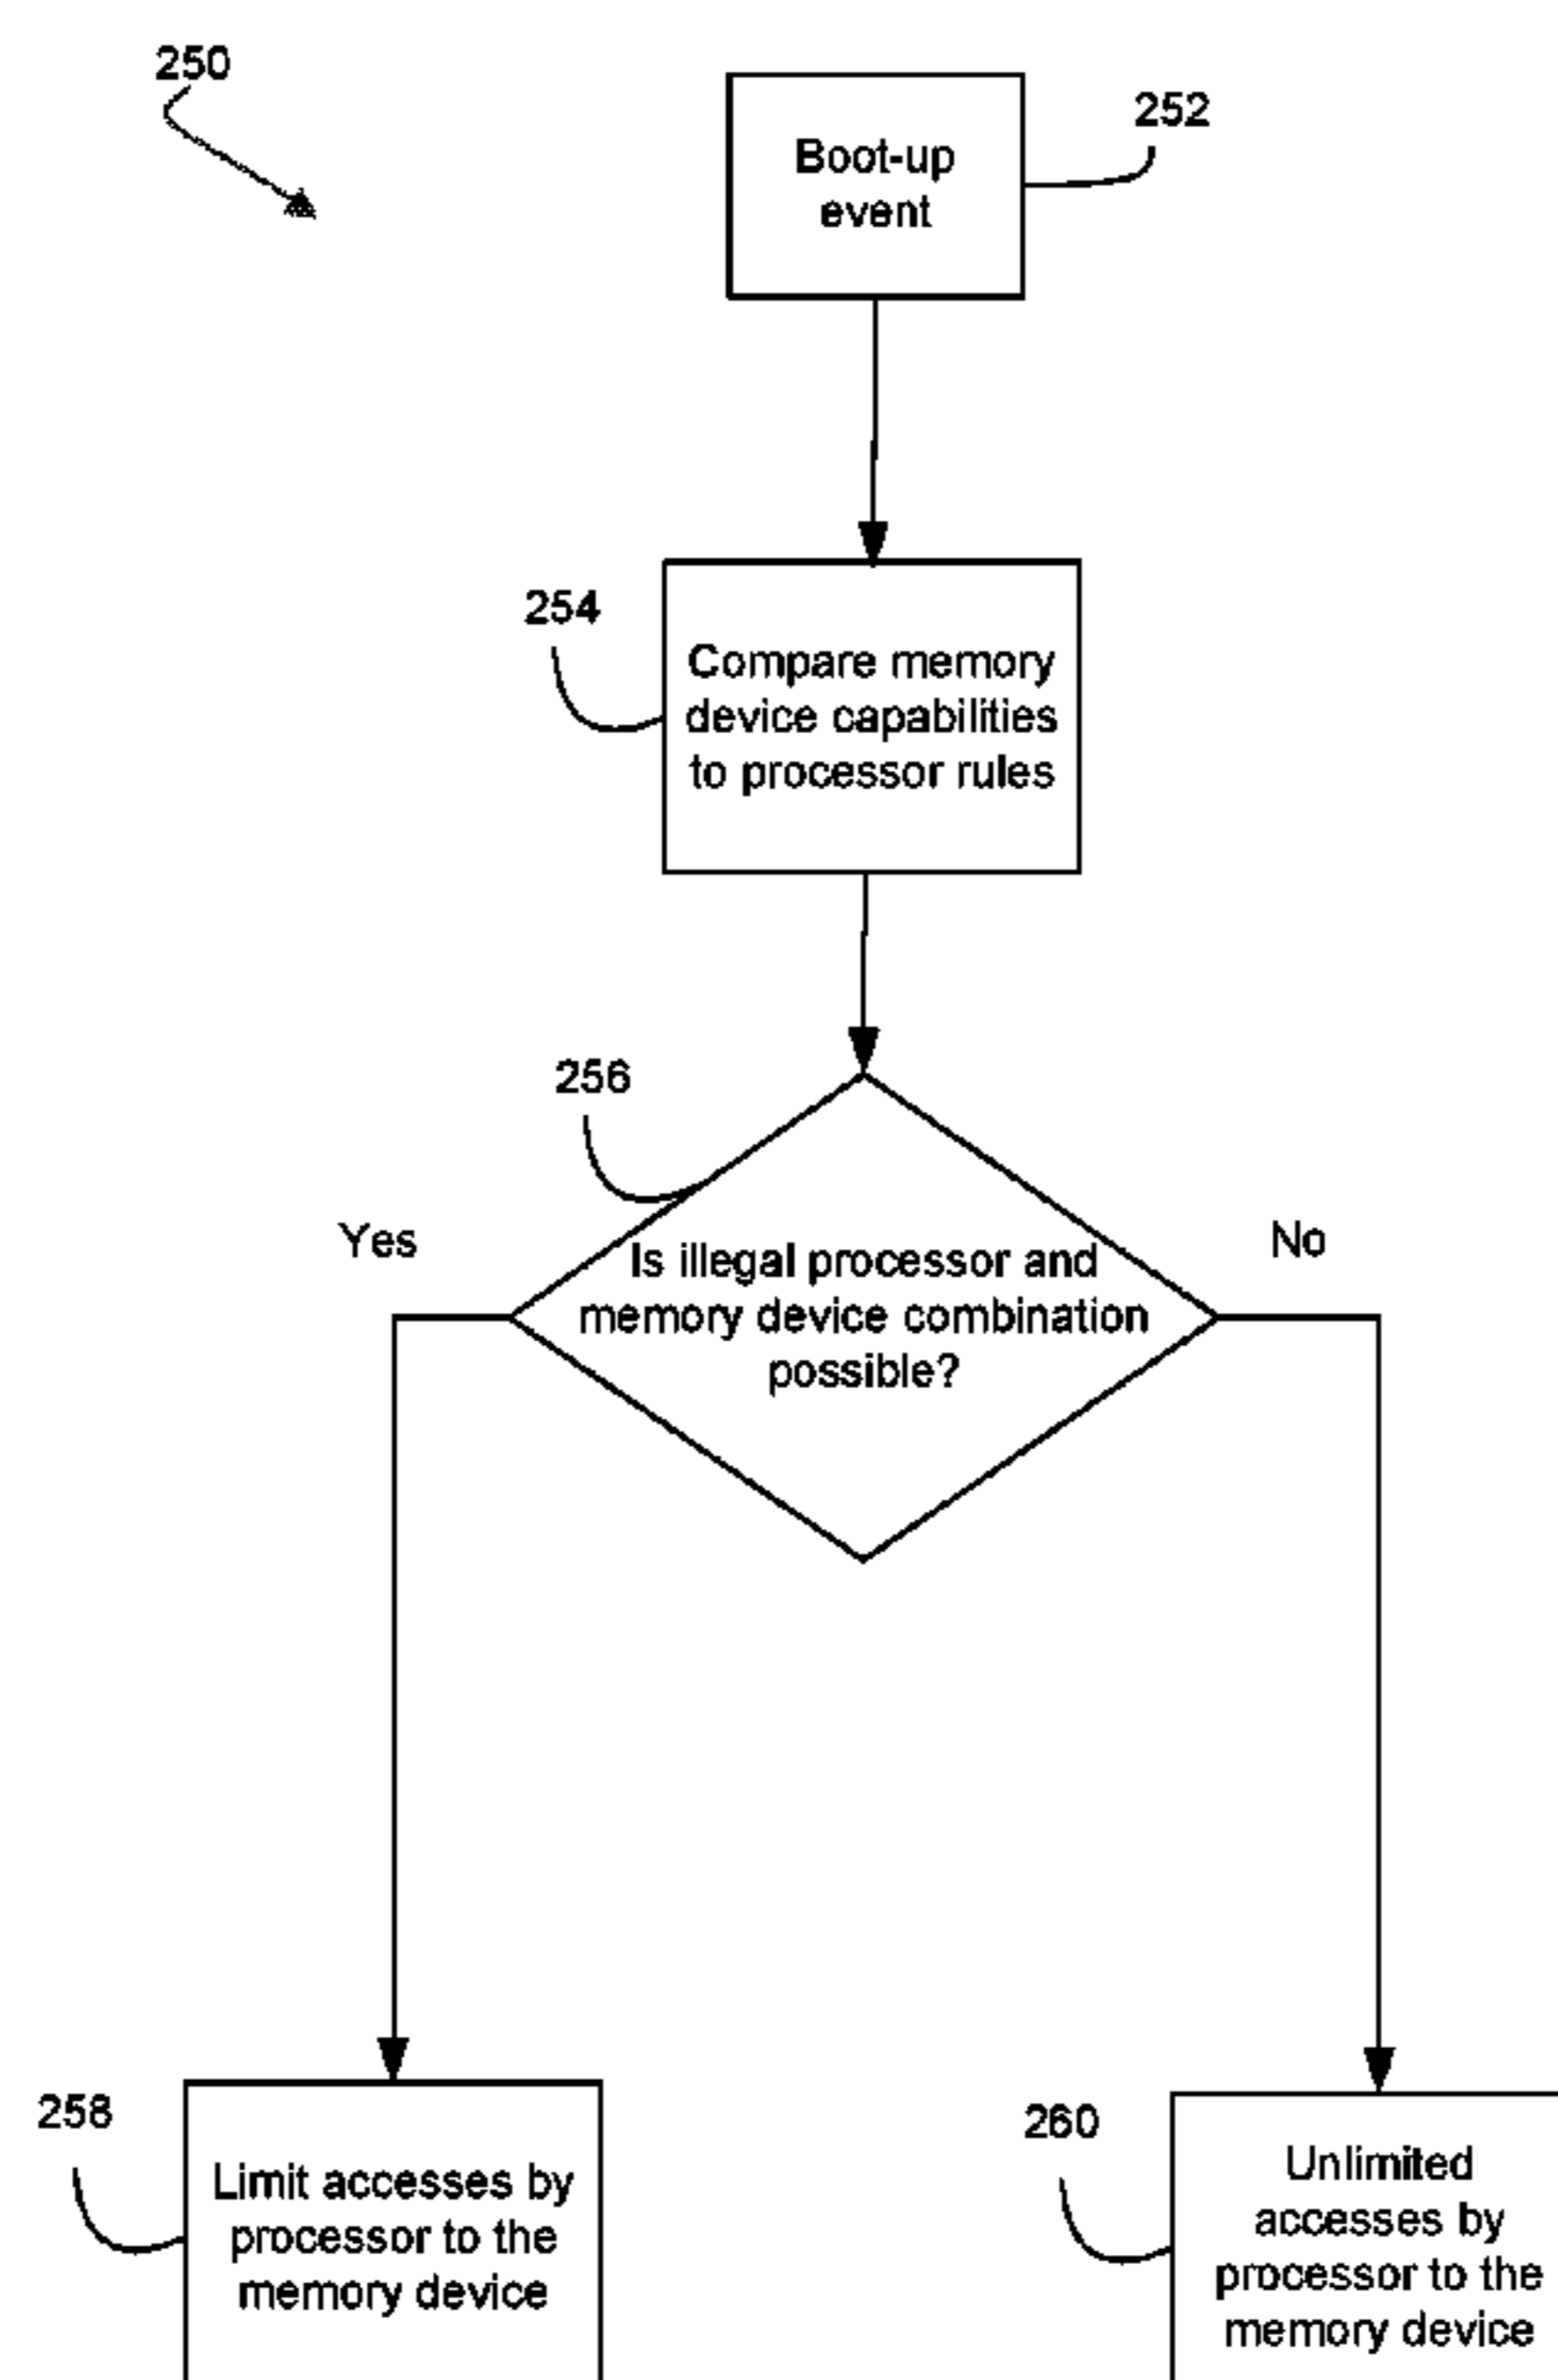 250
252
Boot-up
event
254
Compare memory
device capabilities
to processor rules
256
Yes
No
Is illegal processor and
memory device combination
possible?
258
Limit accesses by
processor to the
memory device
260
Unlimited
accesses by
processor to the
memory device